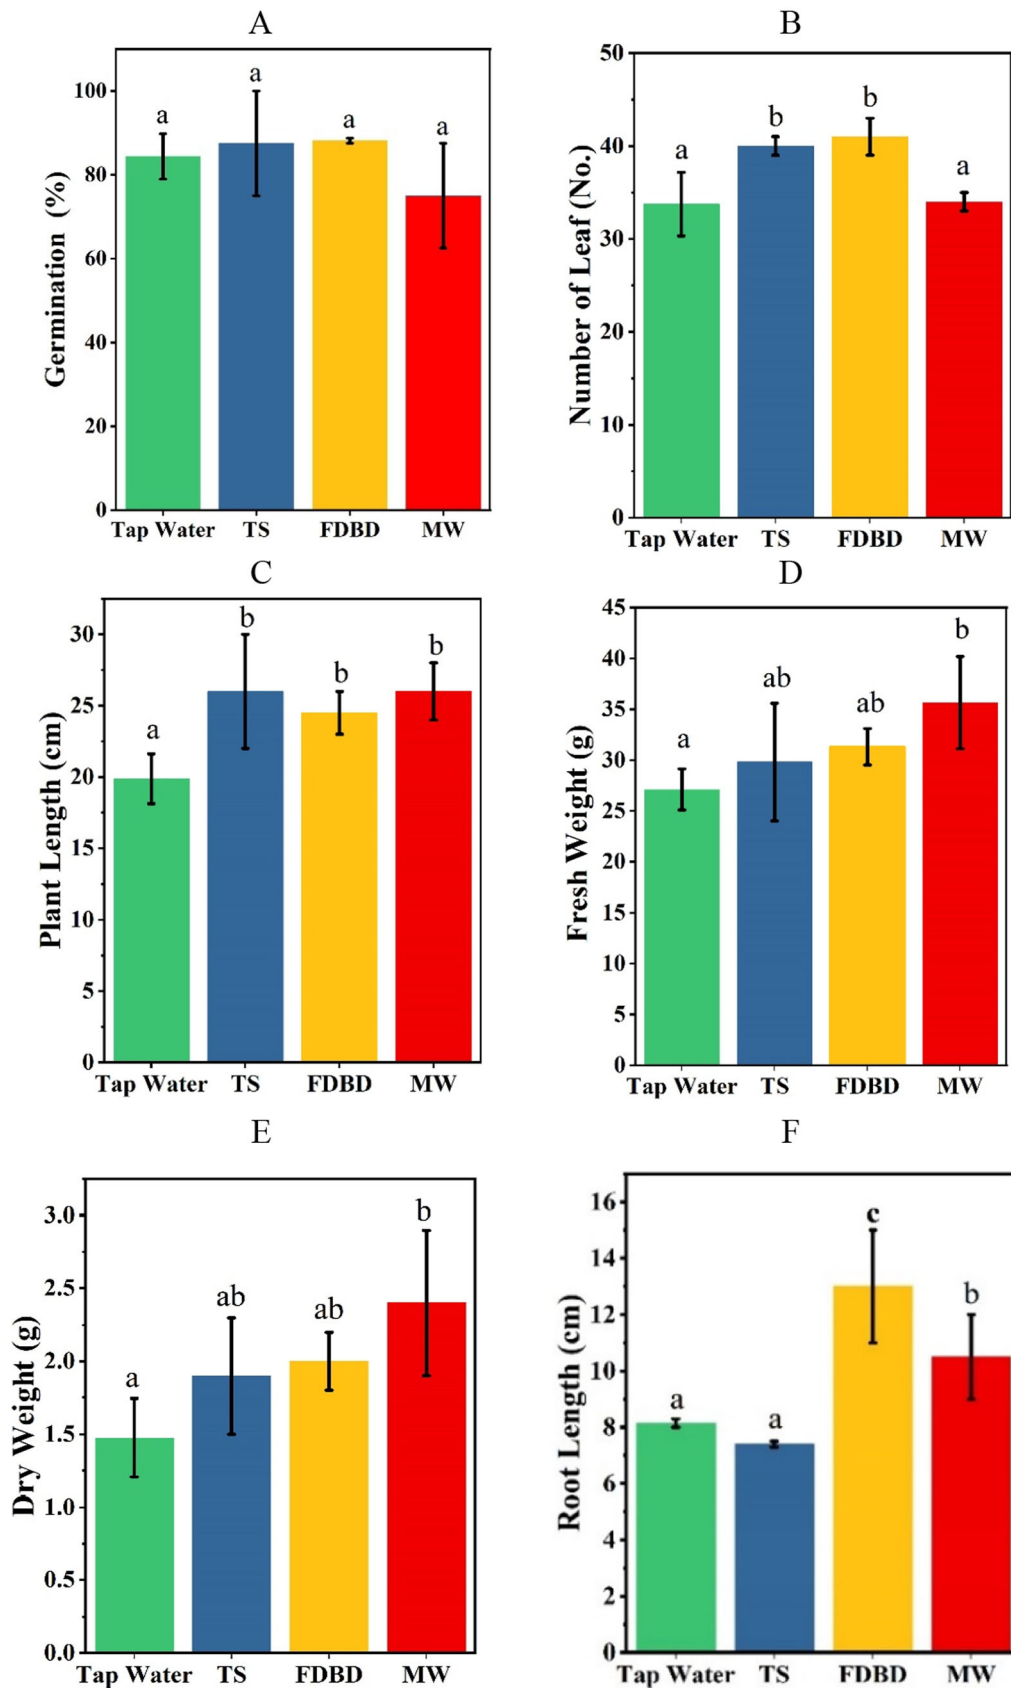 A
Germination (%)
100
80
60
40
20
0
a
a
a
a
Tap Water TS FDBD MW
B
Number of Leaf (No.)
50
40
30
20
10
0
a
b
b
a
Tap Water TS FDBD MW
C
Plant Length (cm)
30
25
20
15
10
5
0
a
b
b
b
Tap Water TS FDBD MW
D
Fresh Weight (g)
45
40
35
30
25
20
15
10
5
0
a
ab
ab
b
Tap Water TS FDBD MW
E
Dry Weight (g)
3.0
2.5
2.0
1.5
1.0
0.5
0.0
a
ab
ab
b
Tap Water TS FDBD MW
F
Root Length (cm)
16
14
12
10
8
6
4
2
0
a
a
c
b
Tap Water TS FDBD MW